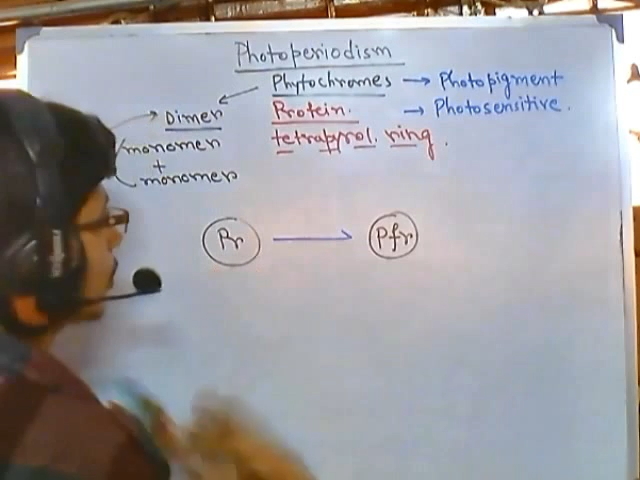 Photoperiodism
Phytochromes → Photopigment
Dimer Protein. → Photosensitive.
monomer tetrapyrol. ring.
+
monomer
Pr → Pfr